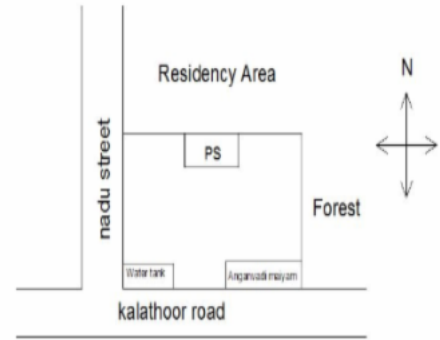 Residency Area
N
nadu street
PS
Forest
Water tank
Anganvadi maiyam
kalathoor road